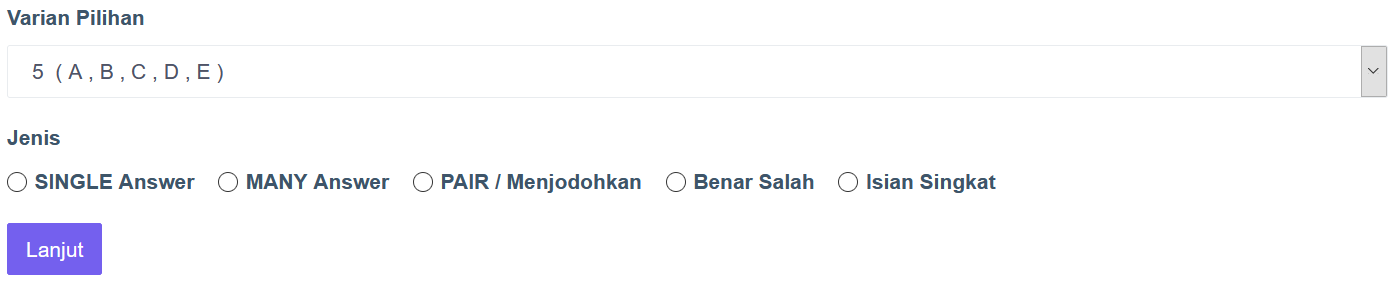 Varian Pilihan
5 ( A , B , C , D , E )
Jenis
SINGLE Answer MANY Answer PAIR / Menjodohkan Benar Salah Isian Singkat
Lanjut